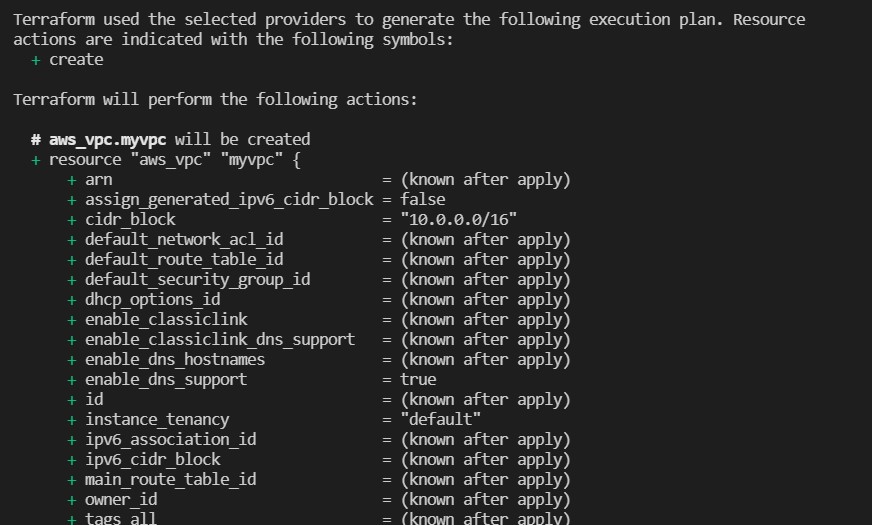 Terraform used the selected providers to generate the following execution plan. Resource
actions are indicated with the following symbols:
  + create

Terraform will perform the following actions:

  # aws_vpc.myvpc will be created
  + resource "aws_vpc" "myvpc" {
      + arn                              = (known after apply)
      + assign_generated_ipv6_cidr_block = false
      + cidr_block                       = "10.0.0.0/16"
      + default_network_acl_id           = (known after apply)
      + default_route_table_id           = (known after apply)
      + default_security_group_id        = (known after apply)
      + dhcp_options_id                  = (known after apply)
      + enable_classiclink               = (known after apply)
      + enable_classiclink_dns_support   = (known after apply)
      + enable_dns_hostnames             = (known after apply)
      + enable_dns_support               = true
      + id                               = (known after apply)
      + instance_tenancy                 = "default"
      + ipv6_association_id              = (known after apply)
      + ipv6_cidr_block                  = (known after apply)
      + main_route_table_id              = (known after apply)
      + owner_id                         = (known after apply)
      + tags_all                         = (known after apply)